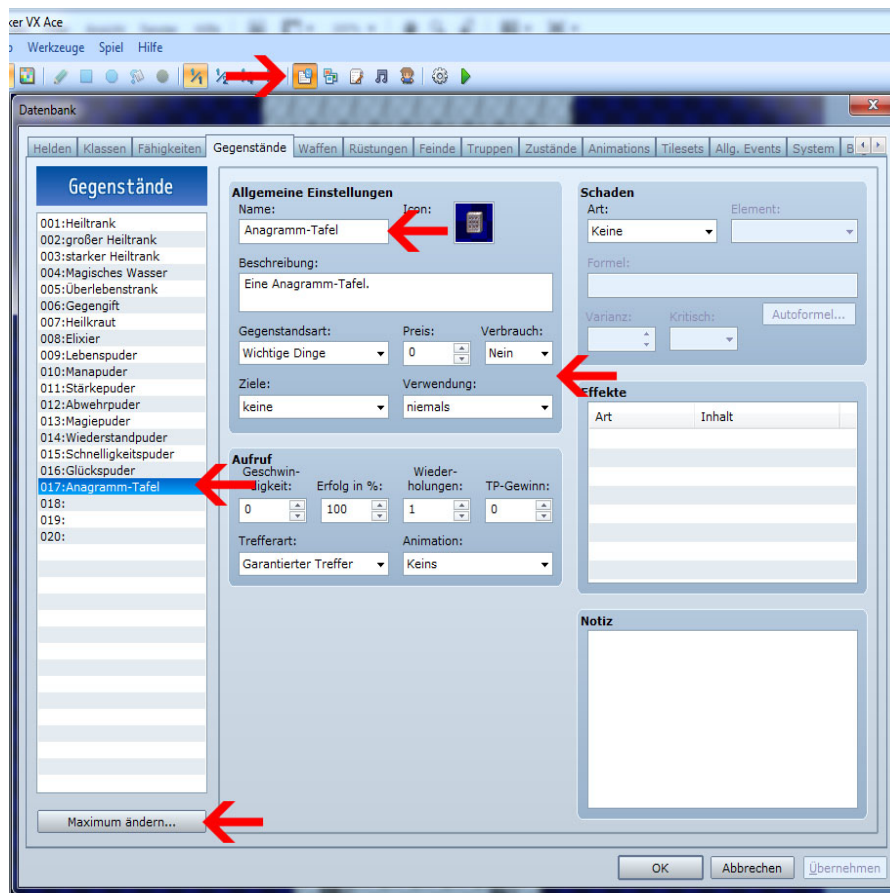 ker VX Ace
Werkzeuge Spiel Hilfe
Datenbank
Helden Klassen Fähigkeiten Gegenstände Waffen Rüstungen Feinde Truppen Zustände Animations Tilesets Allg. Events System
Gegenstände
001:Heiltrank
002:großer Heiltrank
003:starker Heiltrank
004:Magisches Wasser
005:Überlebenstrank
006:Gegengift
007:Heilkraut
008:Elixier
009:Lebenspuder
010:Manapuder
011:Stärkepuder
012:Abwehrpuder
013:Magiepuder
014:Wiederstandpuder
015:Schnelligkeitspuder
016:Glückspuder
017:Anagramm-Tafel
018:
019:
020:
Maximum ändern...
Allgemeine Einstellungen
Name: Icon:
Anagramm-Tafel
Beschreibung:
Eine Anagramm-Tafel.
Gegenstandsart: Preis: Verbrauch:
Wichtige Dinge 0 Nein
Ziele: Verwendung:
keine niemals
Aufruf
Geschwin- Wieder-
digkeit: Erfolg in %: holungen: TP-Gewinn:
0 100 1 0
Trefferart: Animation:
Garantierter Treffer Keins
Schaden
Art: Element:
Keine
Formel:
Varianz: Kritisch: Autoformel...
Effekte
Art Inhalt
Notiz
OK Abbrechen Übernehmen